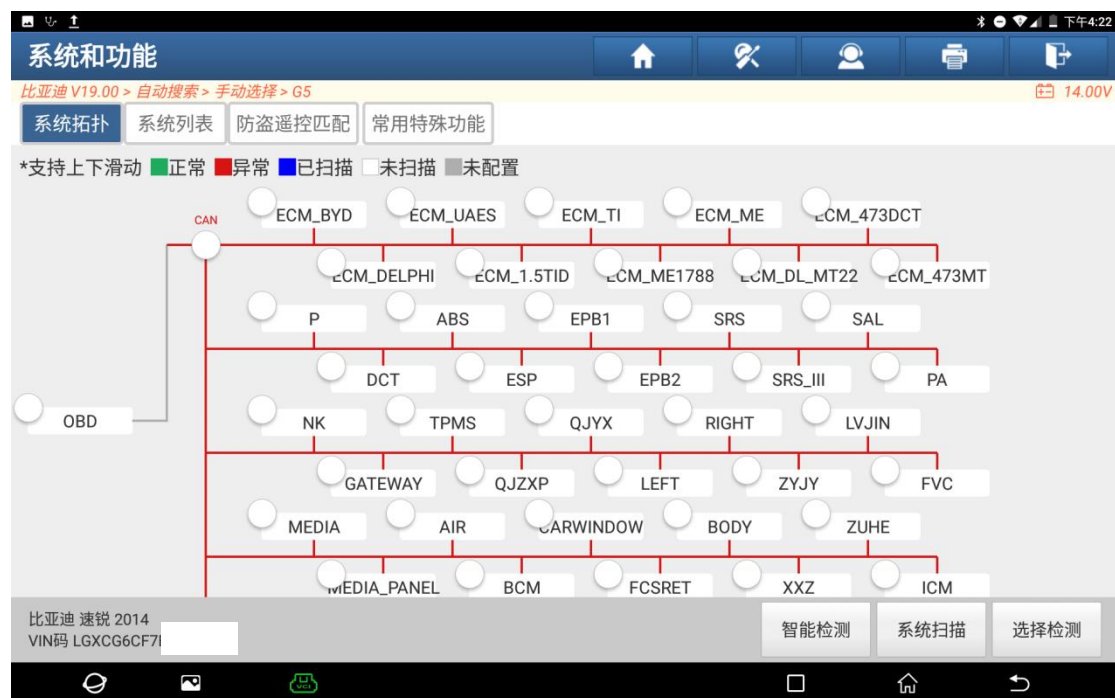 下午4:22
系统和功能
比亚迪 V19.00 > 自动搜索 > 手动选择 > G5
14.00V
系统拓扑 系统列表 防盗遥控匹配 常用特殊功能
*支持上下滑动 正常 异常 已扫描 未扫描 未配置
CAN
ECM_BYD ECM_UAES ECM_TI ECM_ME ECM_473DCT
ECM_DELPHI ECM_1.5TID ECM_ME1788 ECM_DL_MT22 ECM_473MT
P ABS EPB1 SRS SAL
DCT ESP EPB2 SRS_III PA
OBD
NK TPMS QJYX RIGHT LVJIN
GATEWAY QJZXP LEFT ZYJY FVC
MEDIA AIR CARWINDOW BODY ZUHE
MEDIA_PANEL BCM FCSRET XXZ ICM
比亚迪 速锐 2014
VIN码 LGXCG6CF7
智能检测 系统扫描 选择检测
VCI